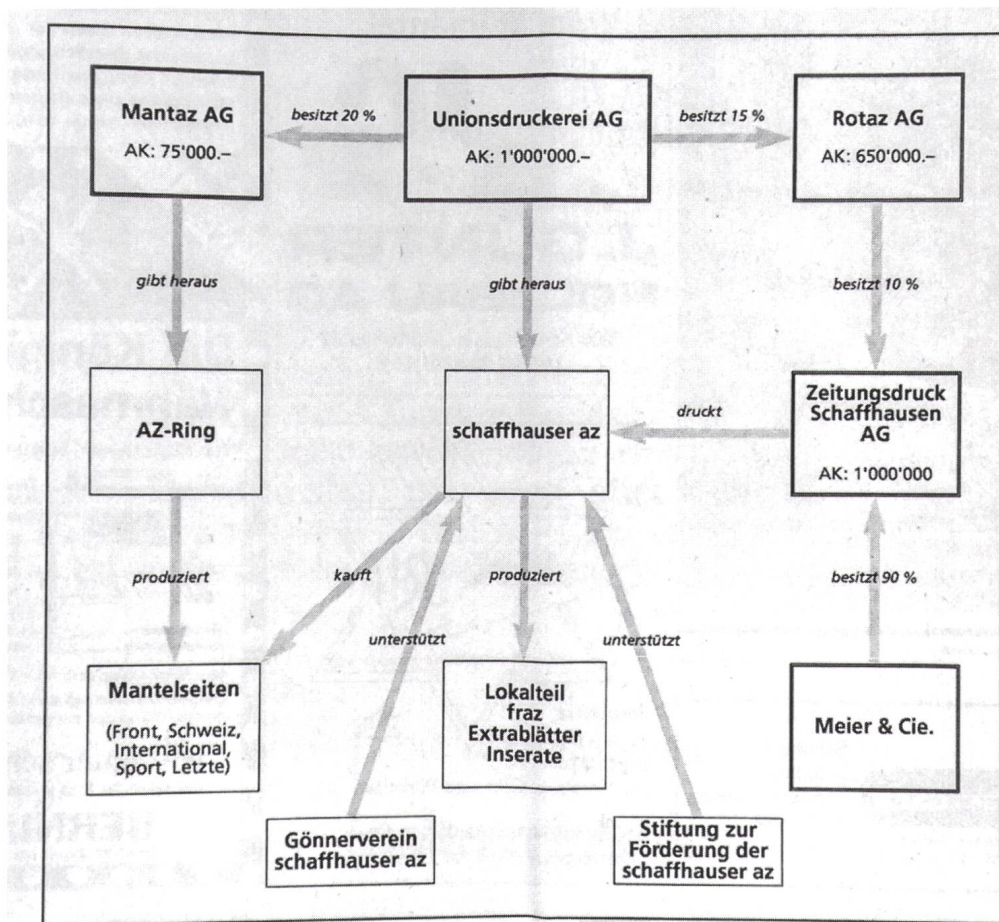 Mantaz AG
AK: 75'000.–
besitzt 20 %
Unionsdruckerei AG
AK: 1'000'000.–
besitzt 15 %
Rotaz AG
AK: 650'000.–
gibt heraus
gibt heraus
besitzt 10 %
AZ-Ring
schaffhauser az
druckt
Zeitungsdruck
Schaffhausen
AG
AK: 1'000'000
produziert
kauft
produziert
besitzt 90 %
unterstützt
unterstützt
Mantelseiten
(Front, Schweiz,
International,
Sport, Letzte)
Lokalteil
fraz
Extrablätter
Inserate
Meier & Cie.
Gönnerverein
schaffhauser az
Stiftung zur
Förderung der
schaffhauser az